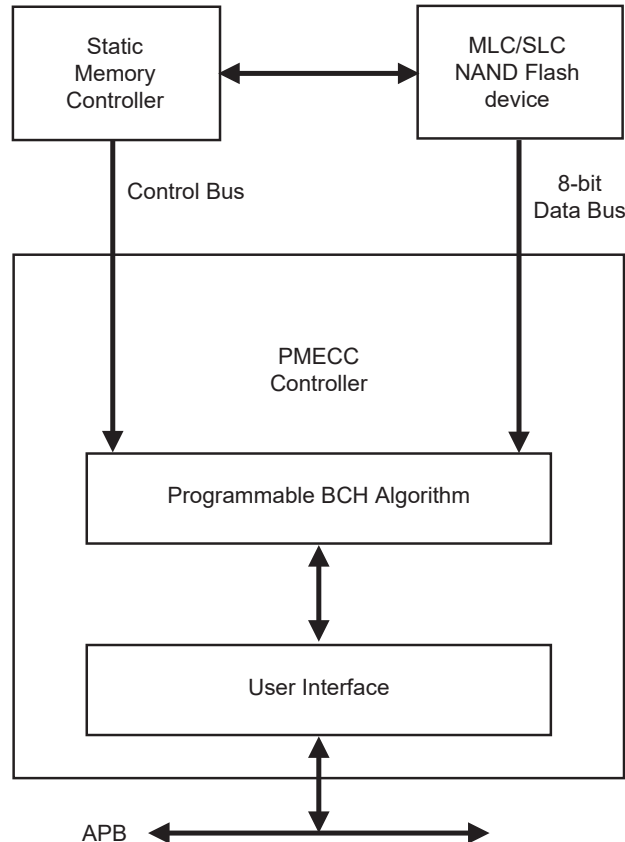 Static
Memory
Controller
MLC/SLC
NAND Flash
device
Control Bus
8-bit
Data Bus
PMECC
Controller
Programmable BCH Algorithm
User Interface
APB